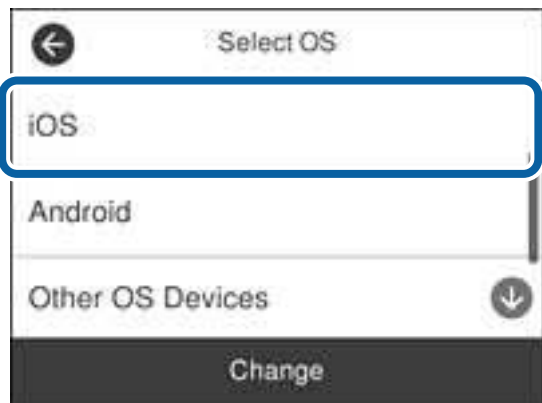 Select OS
iOS
Android
Other OS Devices
Change